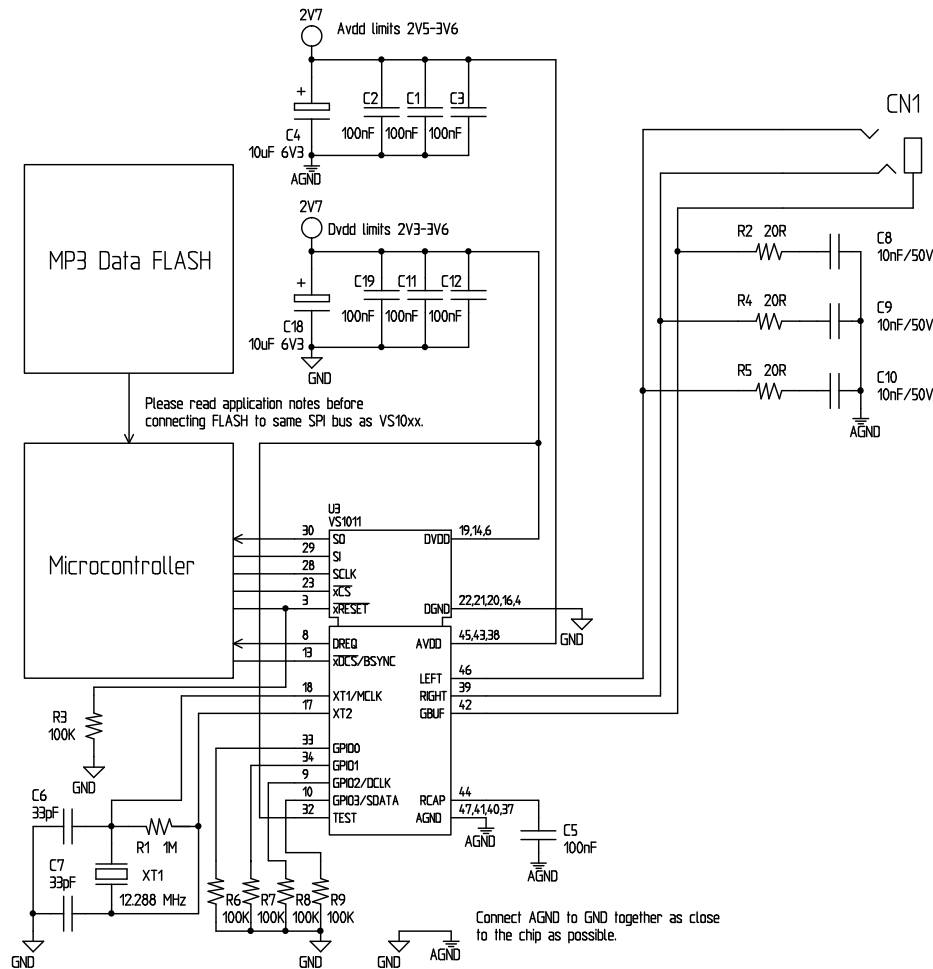 2V7
Avdd limits 2V5-3V6
+
C2 C1 C3
C4
100nF 100nF 100nF
10uF 6V3
AGND
CN1
2V7
Dvdd limits 2V3-3V6
+
C19 C11 C12
C18
100nF 100nF 100nF
10uF 6V3
GND
MP3 Data FLASH
R2 20R
C8
10nF/50V
R4 20R
C9
10nF/50V
R5 20R
C10
10nF/50V
AGND
Please read application notes before
connecting FLASH to same SPI bus as VS10xx.
Microcontroller
U3
VS1011
30 SO DVDD 19,14,6
29 SI
28 SCLK
23 xCS
3 xRESET DGND 22,21,20,16,4
GND
8 DREQ AVDD 45,43,38
13 xDCS/BSYNC
LEFT 46
18 XT1/MCLK RIGHT 39
17 XT2 GBUF 42
R3
100K
GND
33 GPIO0
34 GPIO1
9 GPIO2/DCLK
10 GPIO3/SDATA RCAP 44
32 TEST AGND 47,41,40,37
AGND
C5
100nF
AGND
C6
33pF
R1 1M
C7
33pF
XT1
12.288 MHz
R6 R7 R8 R9
100K 100K 100K 100K
GND
GND
GND
AGND
Connect AGND to GND together as close
to the chip as possible.